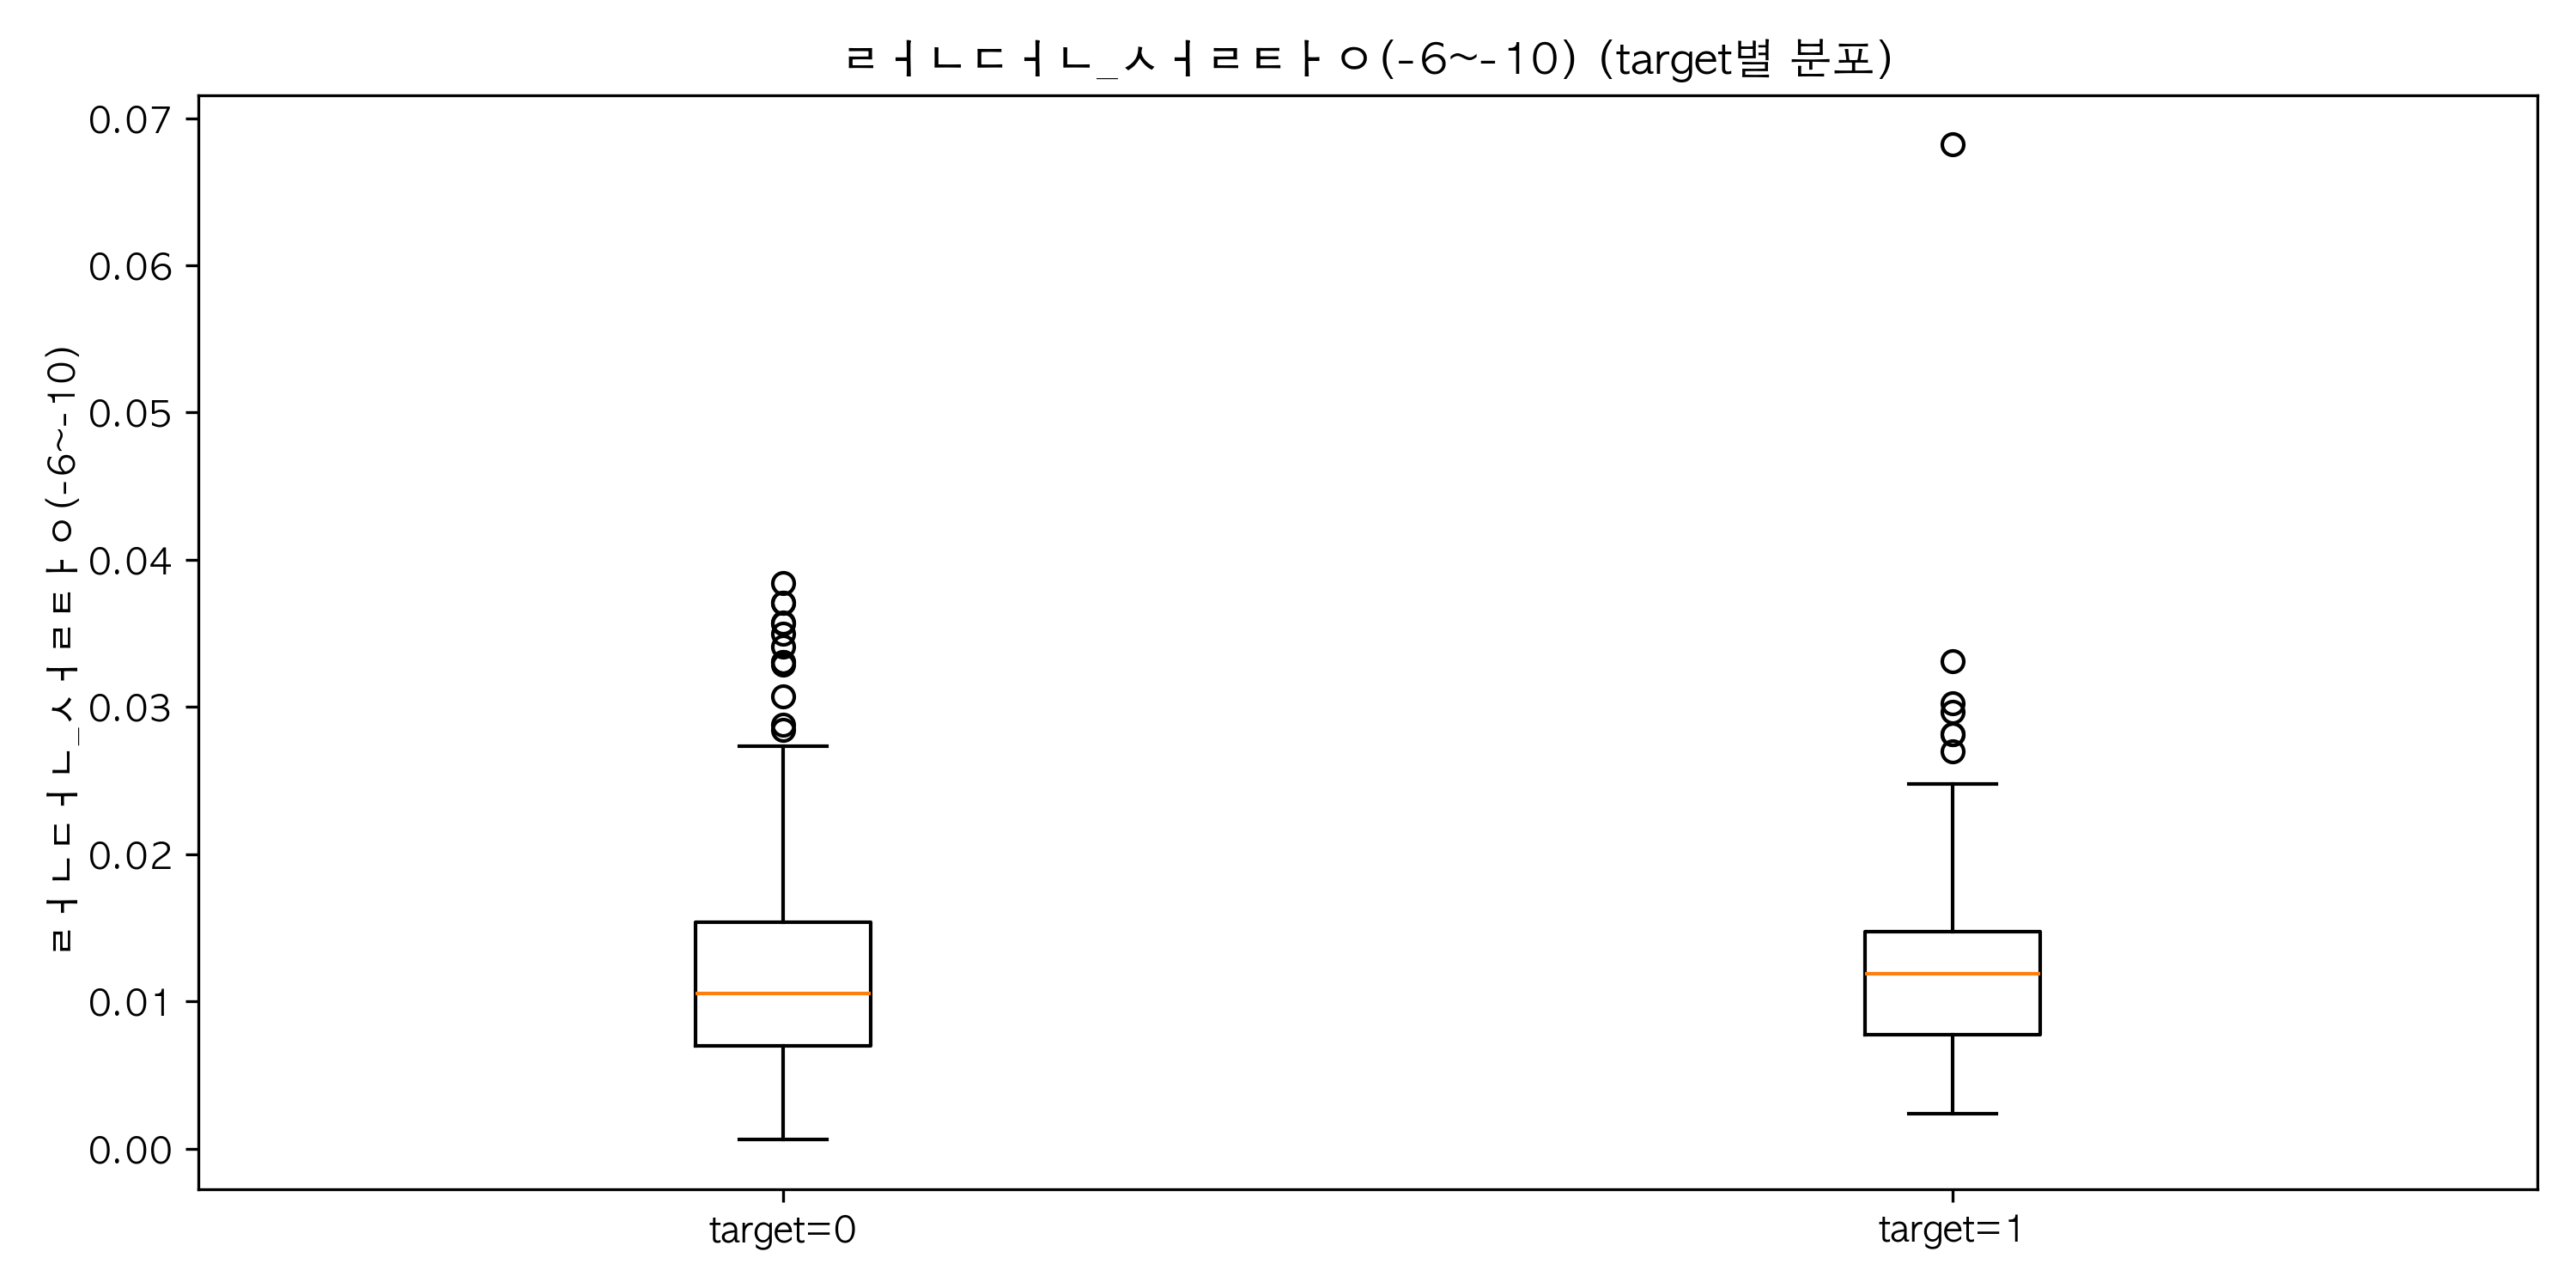 ㄹㅓㄴㄷㅓㄴ_ㅅㅓㄹㅌㅏㅇ(-6~-10) (target별 분포)
ㄹㅓㄴㄷㅓㄴ_ㅅㅓㄹㅌㅏㅇ(-6~-10)
0.07
0.06
0.05
0.04
0.03
0.02
0.01
0.00
target=0
target=1